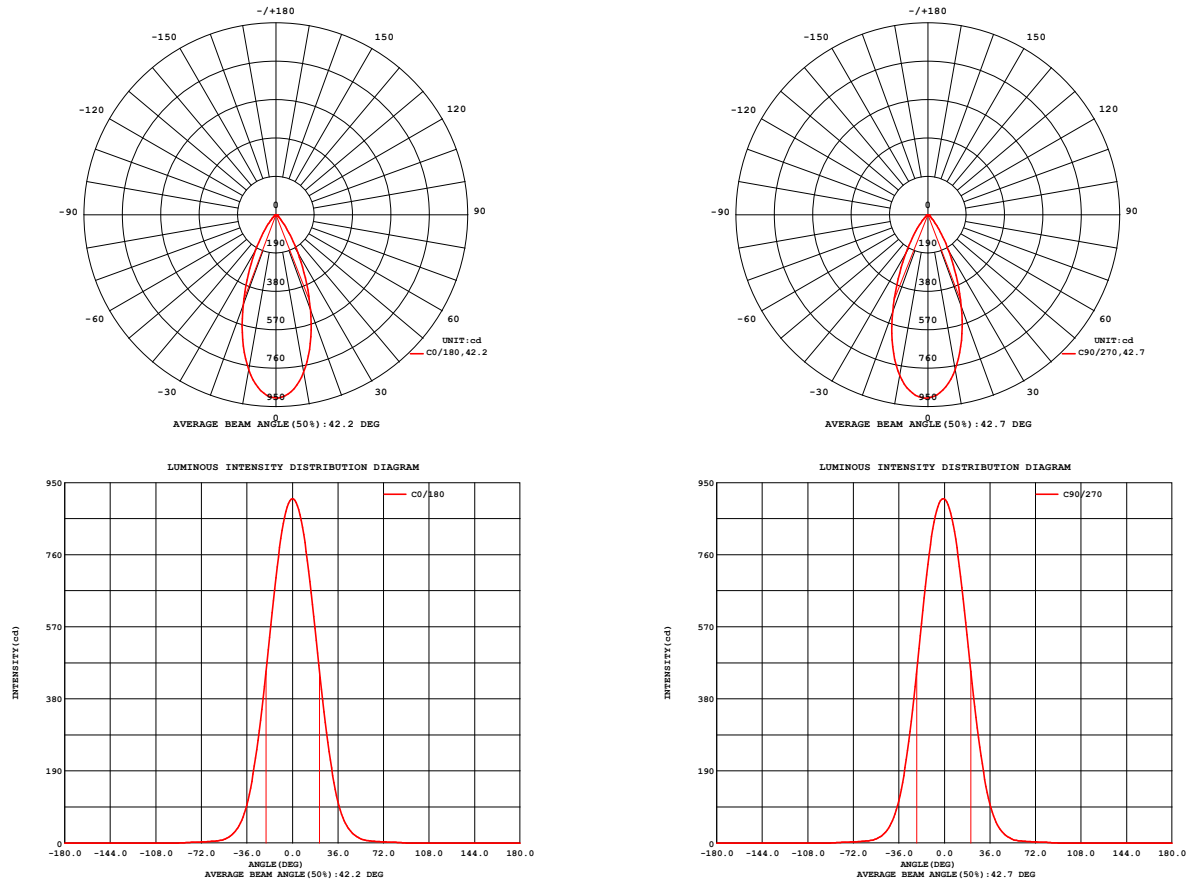 -/+180
-150
150
-120
120
-90
90
-60
60
-30
30
0
0
190
380
570
760
950
UNIT:cd
C0/180,42.2
AVERAGE BEAM ANGLE(50%):42.2 DEG
-/+180
-150
150
-120
120
-90
90
-60
60
-30
30
0
0
190
380
570
760
950
UNIT:cd
C90/270,42.7
AVERAGE BEAM ANGLE(50%):42.7 DEG
LUMINOUS INTENSITY DISTRIBUTION DIAGRAM
C0/180
950
760
570
380
190
0
INTENSITY(cd)
-180.0 -144.0 -108.0 -72.0 -36.0 0.0 36.0 72.0 108.0 144.0 180.0
ANGLE(DEG)
AVERAGE BEAM ANGLE(50%):42.2 DEG
LUMINOUS INTENSITY DISTRIBUTION DIAGRAM
C90/270
950
760
570
380
190
0
INTENSITY(cd)
-180.0 -144.0 -108.0 -72.0 -36.0 0.0 36.0 72.0 108.0 144.0 180.0
ANGLE(DEG)
AVERAGE BEAM ANGLE(50%):42.7 DEG